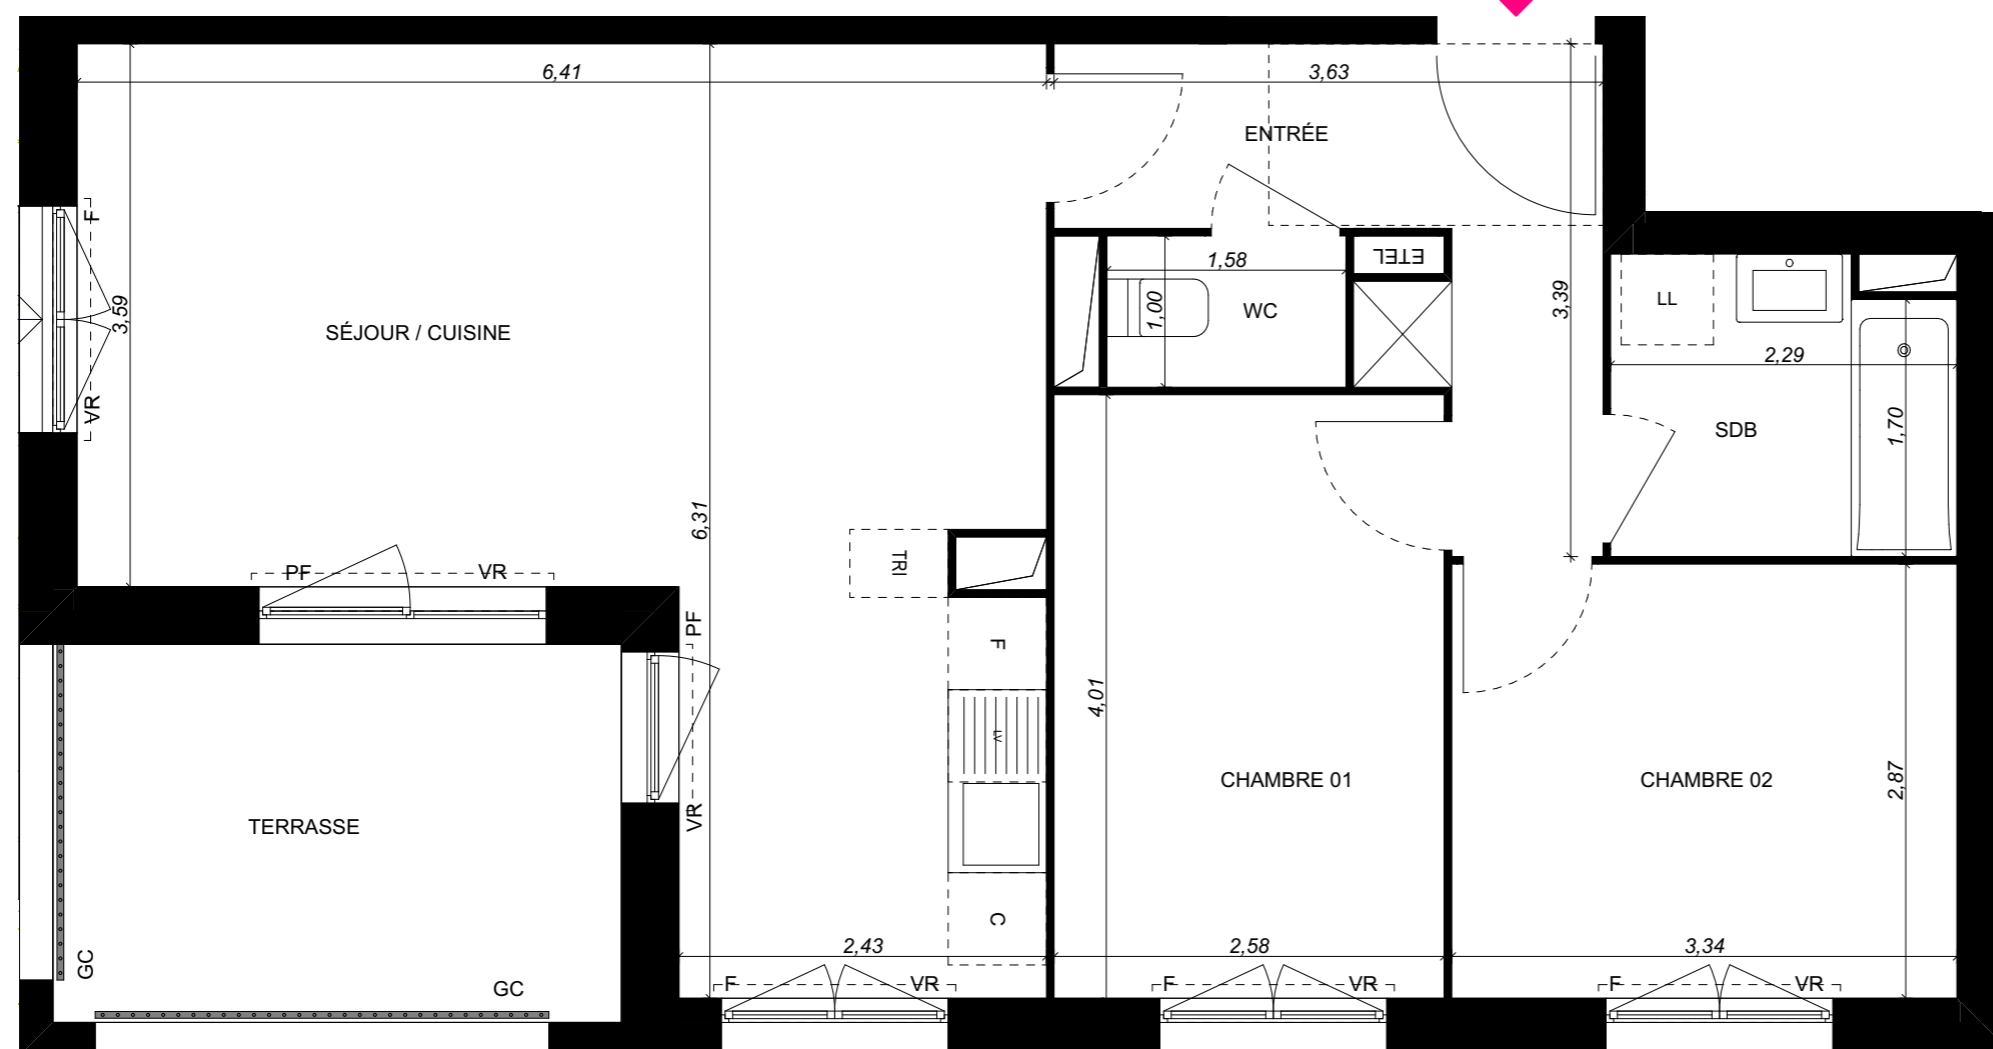 6,41
3,63
ENTRÉE
F
3,59
VR
SÉJOUR / CUISINE
1,58
1,00
WC
ETEL
3,39
LL
2,29
SDB
1,70
6,31
TRI
PF
VR
PF
VR
F
LV
C
4,01
CHAMBRE 01
CHAMBRE 02
2,87
TERRASSE
GC
GC
2,43
2,58
3,34
F
VR
F
VR
F
VR